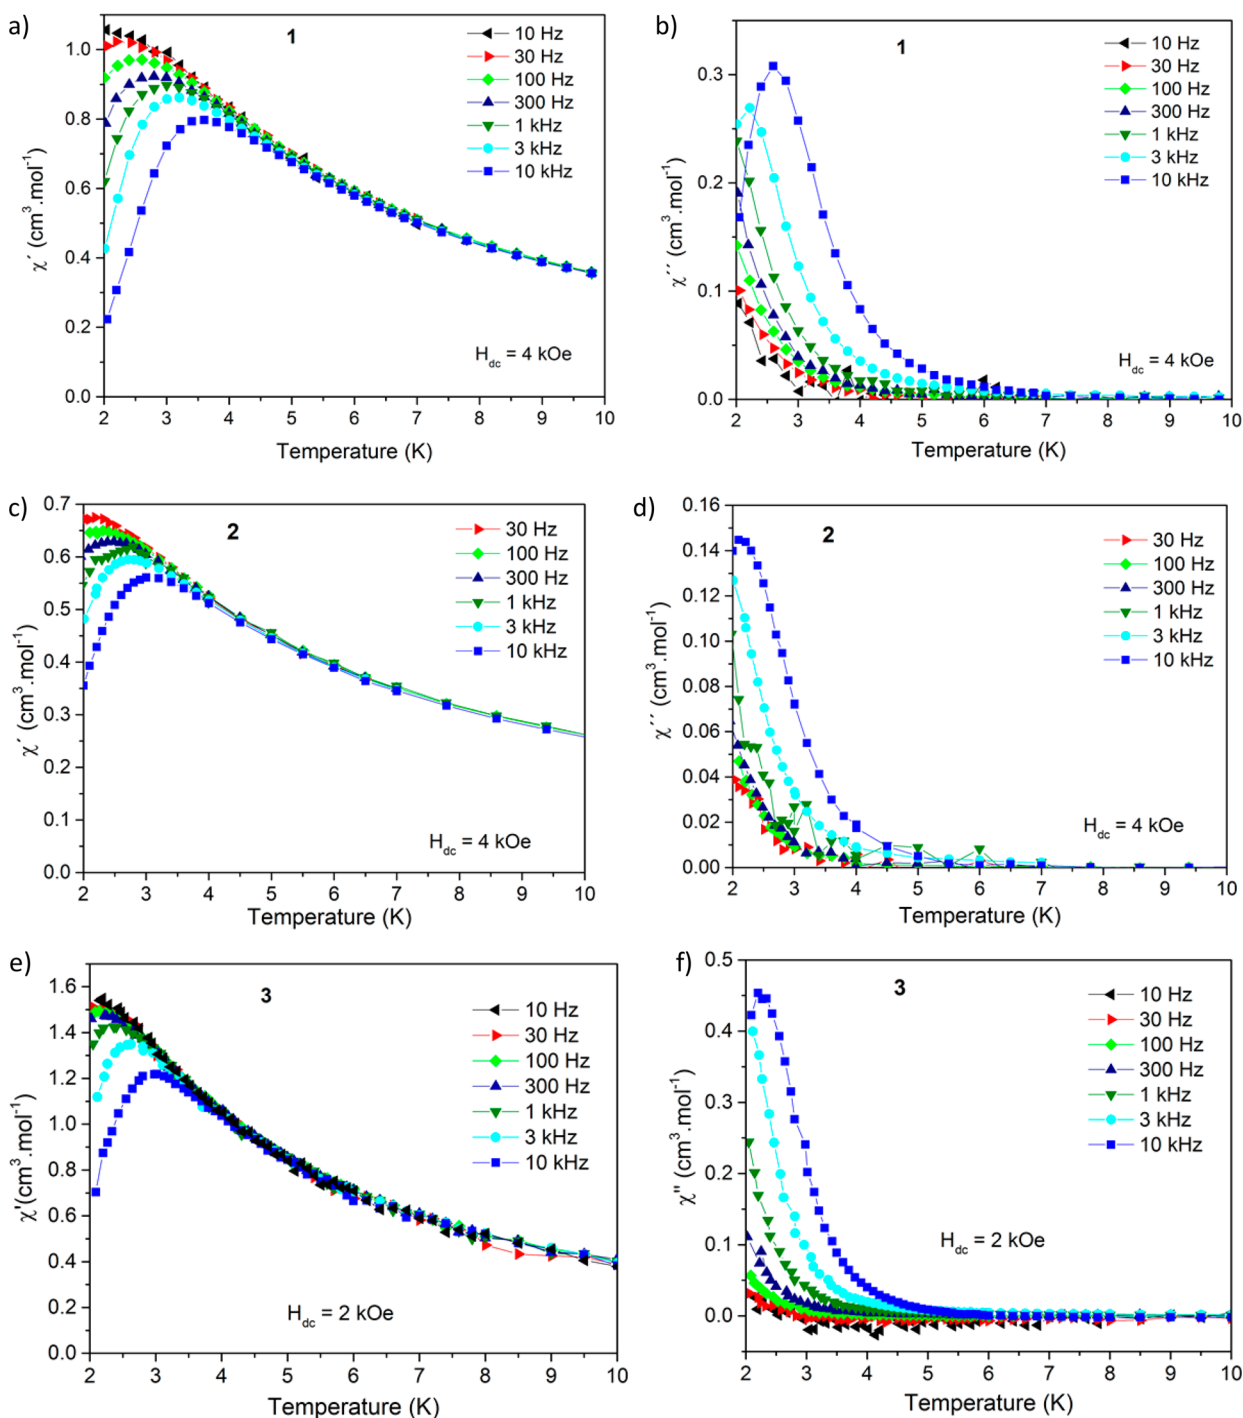 a)
1
10 Hz
30 Hz
100 Hz
300 Hz
1 kHz
3 kHz
10 kHz
1.0
0.8
0.6
0.4
0.2
0.0
χ´ (cm³.mol⁻¹)
H_dc = 4 kOe
2 3 4 5 6 7 8 9 10
Temperature (K)
b)
1
10 Hz
30 Hz
100 Hz
300 Hz
1 kHz
3 kHz
10 kHz
0.3
0.2
0.1
0.0
χ´´ (cm³.mol⁻¹)
H_dc = 4 kOe
2 3 4 5 6 7 8 9 10
Temperature (K)
c)
2
30 Hz
100 Hz
300 Hz
1 kHz
3 kHz
10 kHz
0.7
0.6
0.5
0.4
0.3
0.2
0.1
0.0
χ´ (cm³.mol⁻¹)
H_dc = 4 kOe
2 3 4 5 6 7 8 9 10
Temperature (K)
d)
2
30 Hz
100 Hz
300 Hz
1 kHz
3 kHz
10 kHz
0.16
0.14
0.12
0.10
0.08
0.06
0.04
0.02
0.00
χ´´ (cm³.mol⁻¹)
H_dc = 4 kOe
2 3 4 5 6 7 8 9 10
Temperature (K)
e)
3
10 Hz
30 Hz
100 Hz
300 Hz
1 kHz
3 kHz
10 kHz
1.6
1.4
1.2
1.0
0.8
0.6
0.4
0.2
0.0
χ'(cm³.mol⁻¹)
H_dc = 2 kOe
2 3 4 5 6 7 8 9 10
Temperature (K)
f)
3
10 Hz
30 Hz
100 Hz
300 Hz
1 kHz
3 kHz
10 kHz
0.5
0.4
0.3
0.2
0.1
0.0
χ" (cm³.mol⁻¹)
H_dc = 2 kOe
2 3 4 5 6 7 8 9 10
Temperature (K)